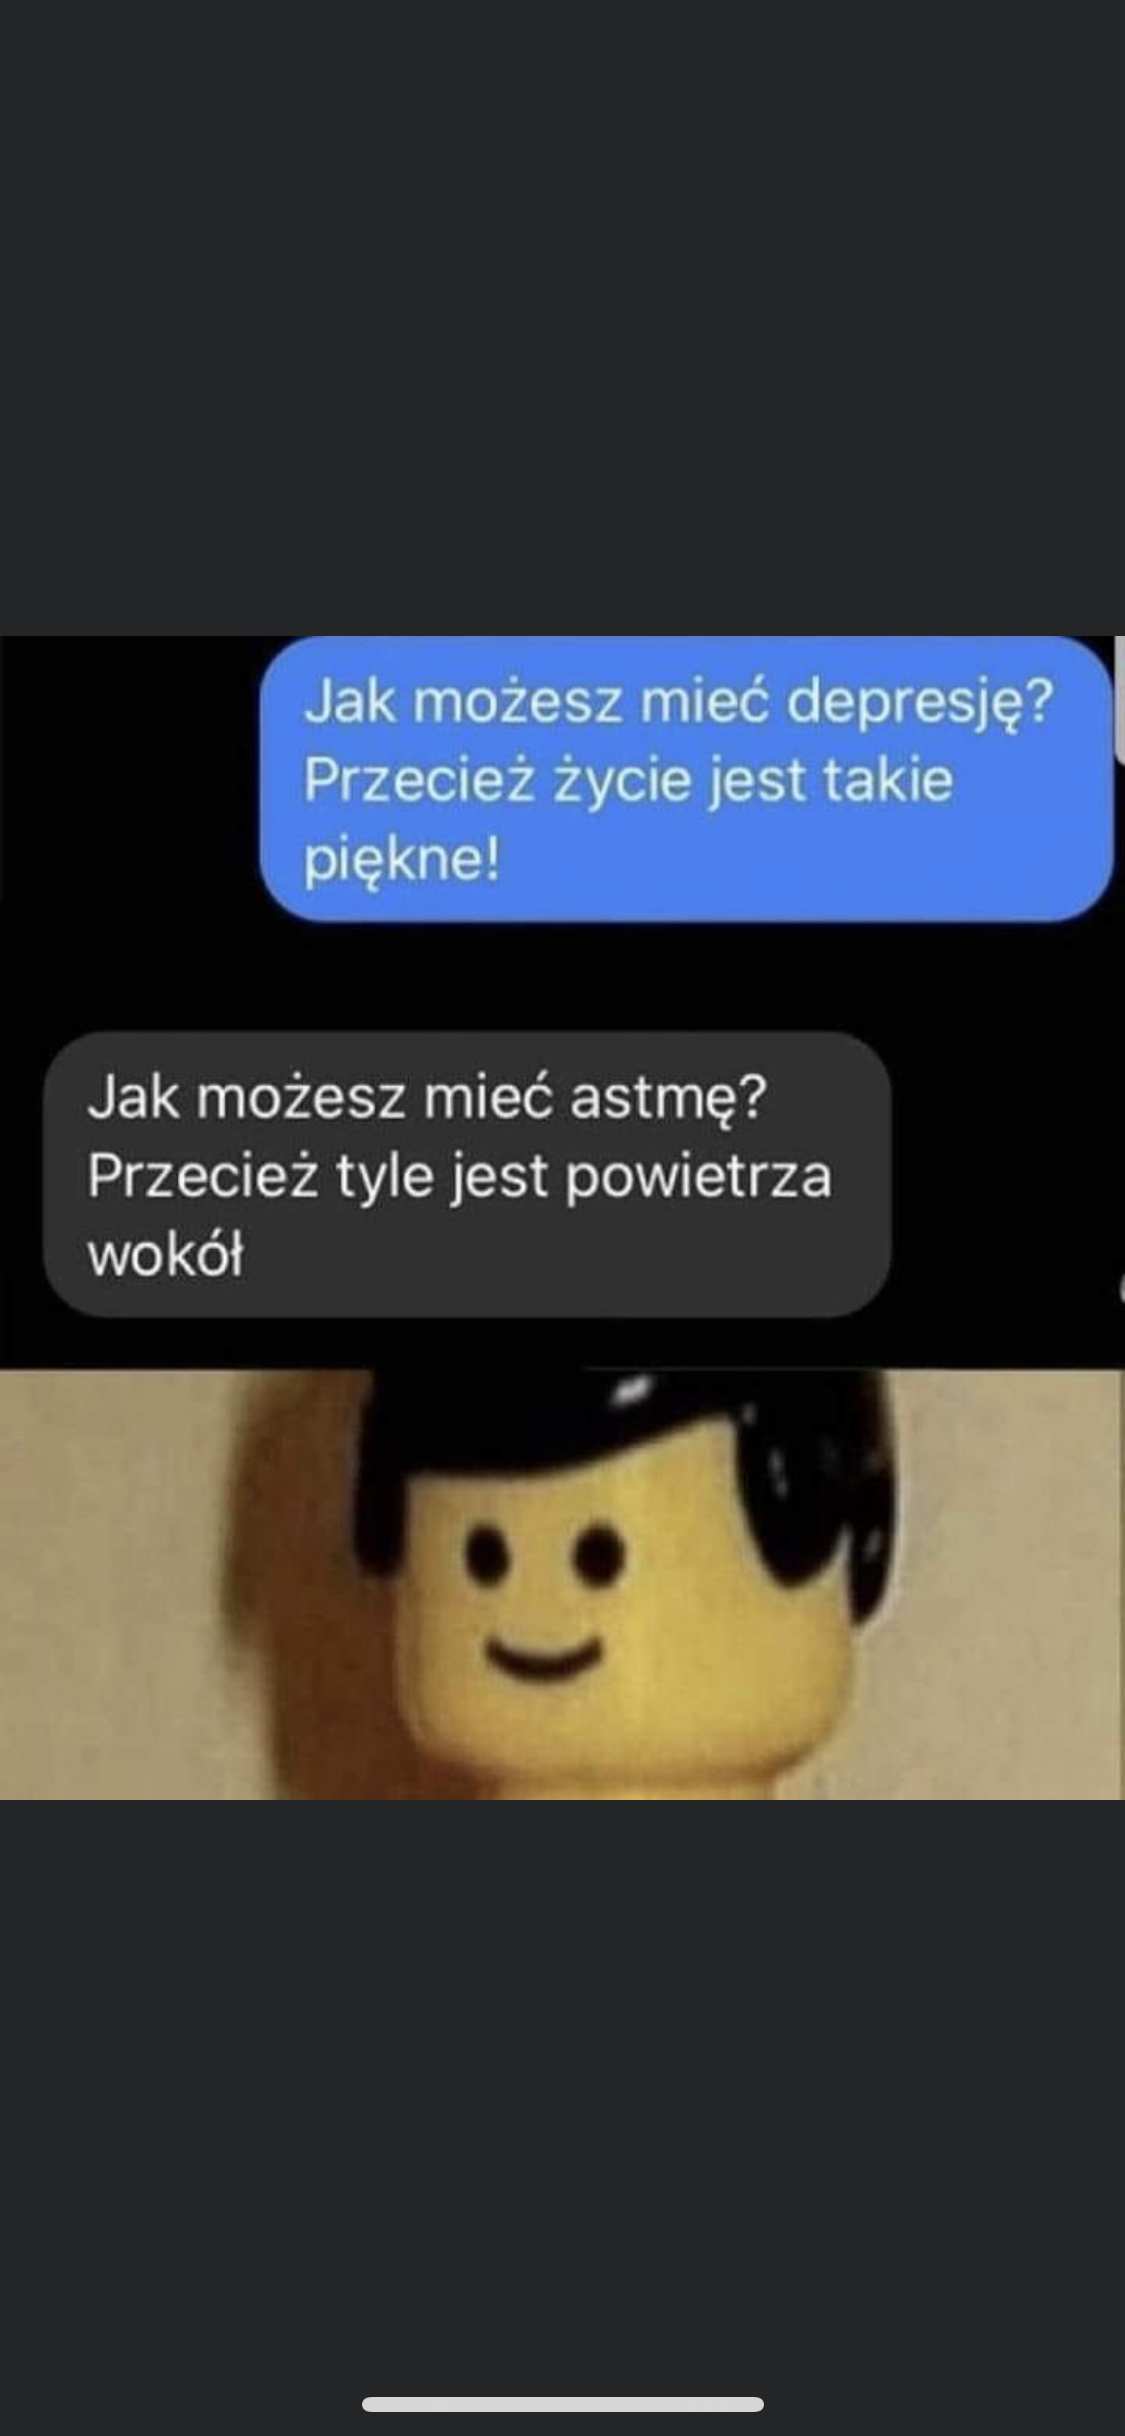 Jak możesz mieć depresję?
Przecież życie jest takie
piękne!
Jak możesz mieć astmę?
Przecież tyle jest powietrza
wokół